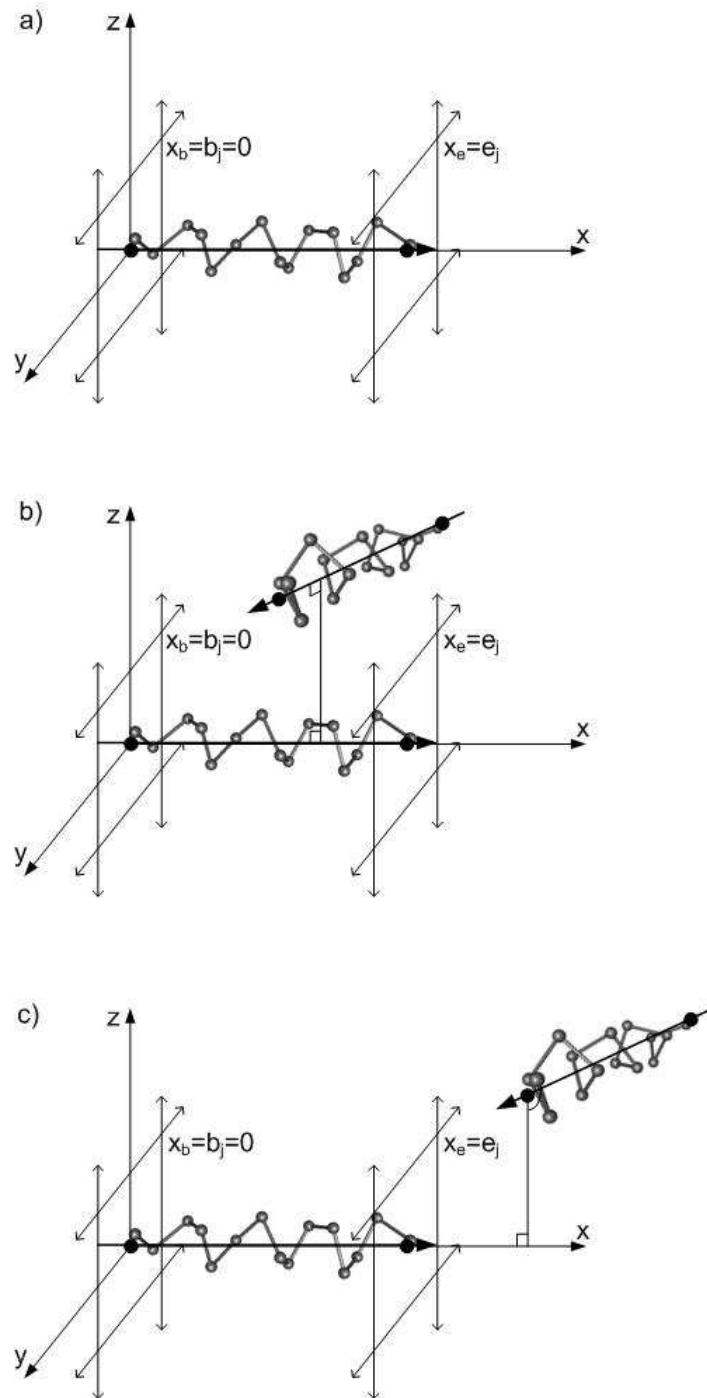 a)
z
x_b=b_j=0
x_e=e_j
x
y
b)
z
x_b=b_j=0
x_e=e_j
x
y
c)
z
x_b=b_j=0
x_e=e_j
x
y